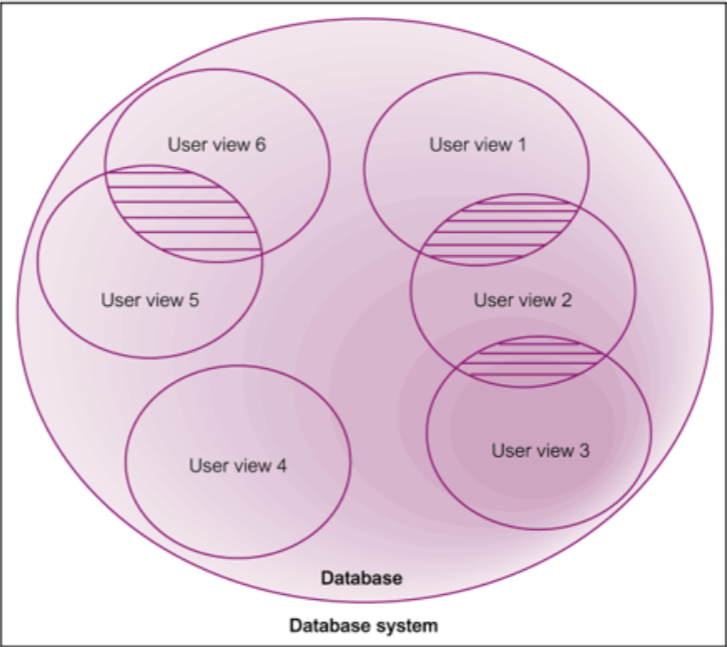 User view 6
User view 1
User view 5
User view 2
User view 4
User view 3
Database
Database system